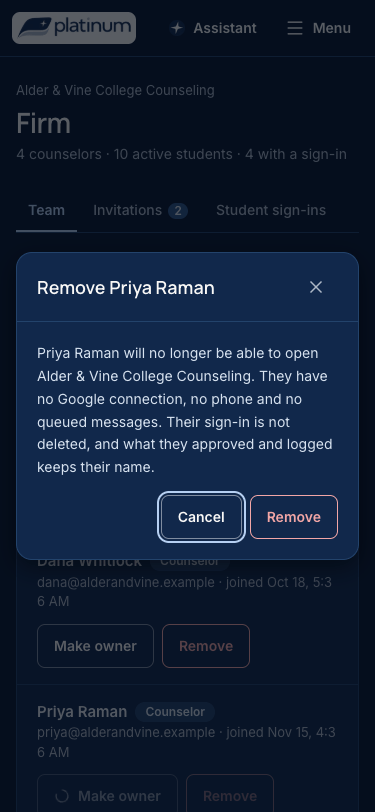 platinum
Assistant
Menu
Alder & Vine College Counseling
Firm
4 counselors · 10 active students · 4 with a sign-in
Team
Invitations 2
Student sign-ins
Remove Priya Raman
Priya Raman will no longer be able to open
Alder & Vine College Counseling. They have
no Google connection, no phone and no
queued messages. Their sign-in is not
deleted, and what they approved and logged
keeps their name.
Cancel
Remove
Dana Whitlock Counselor
dana@alderandvine.example · joined Oct 18, 5:3
6 AM
Make owner
Remove
Priya Raman Counselor
priya@alderandvine.example · joined Nov 15, 4:3
6 AM
Make owner
Remove